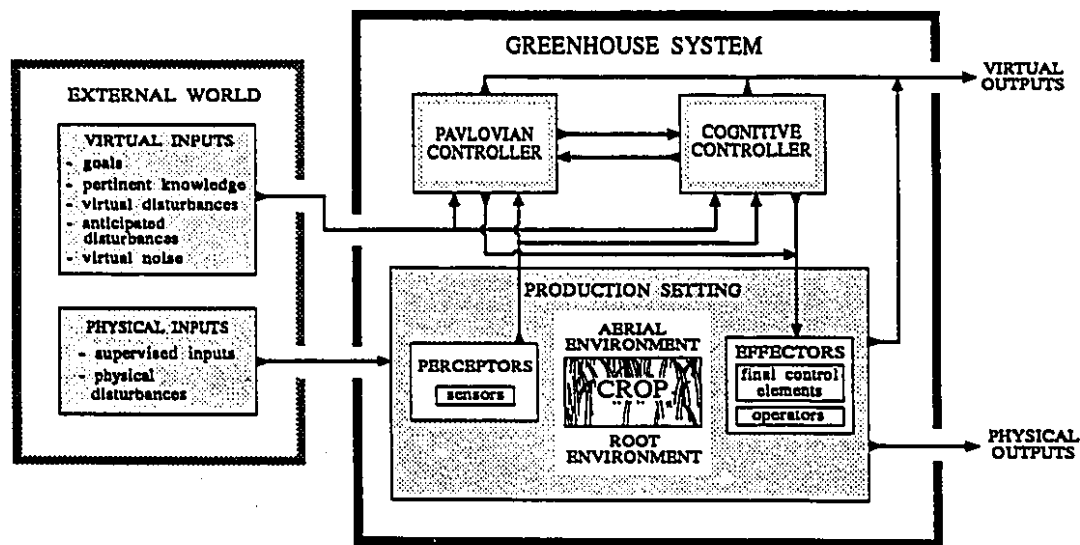 GREENHOUSE SYSTEM
VIRTUAL
OUTPUTS
EXTERNAL WORLD
VIRTUAL INPUTS
- goals
- pertinent knowledge
- virtual disturbances
- anticipated
disturbances
- virtual noise
PAVLOVIAN
CONTROLLER
COGNITIVE
CONTROLLER
PHYSICAL INPUTS
- supervised inputs
- physical
disturbances
PRODUCTION SETTING
PERCEPTORS
sensors
AERIAL
ENVIRONMENT
CROP
ROOT
ENVIRONMENT
EFFECTORS
final control
elements
operators
PHYSICAL
OUTPUTS